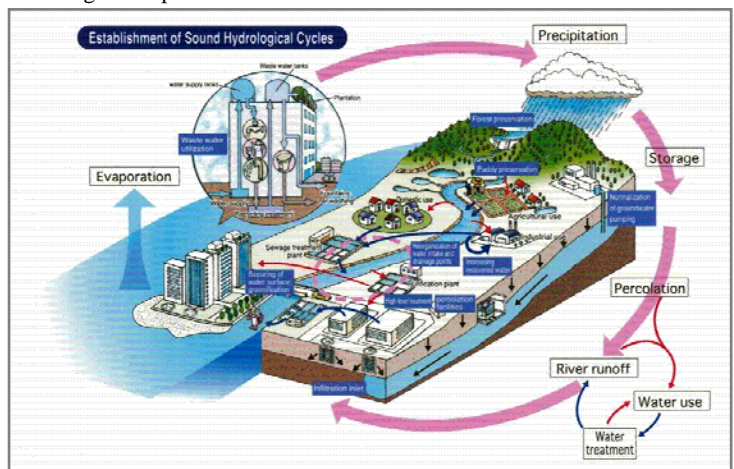 Establishment of Sound Hydrological Cycles
Precipitation
Waste water tanks
water supply tanks
Plantation
Forest preservation
Waste water
utilization
Paddy preservation
Storage
Evaporation
Normalization
of groundwater
pumping
Domestic use
Agricultural use
Industrial use
Sewage treatment
plant
Reorganization of
water intake and
drainage points
Increasing
recovered water
Securing of
water surface,
greenification
Purification plant
High-level treatment
percolation
facilities
Percolation
Infiltration inlet
River runoff
Water use
Water
treatment